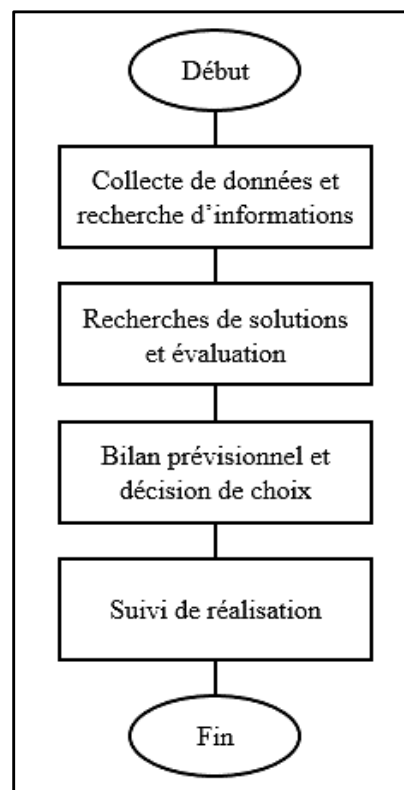 Début
Collecte de données et
recherche d'informations
Recherches de solutions
et évaluation
Bilan prévisionnel et
décision de choix
Suivi de réalisation
Fin